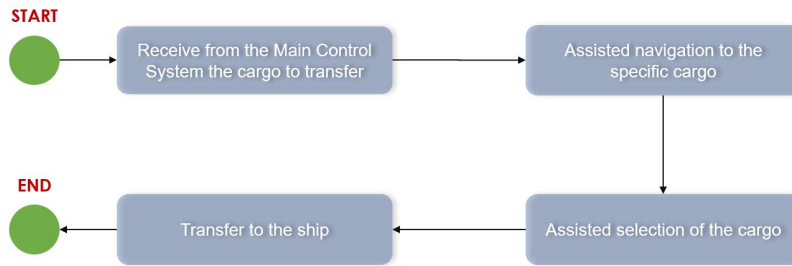 START
Receive from the Main Control
System the cargo to transfer
Assisted navigation to the
specific cargo
END
Transfer to the ship
Assisted selection of the cargo